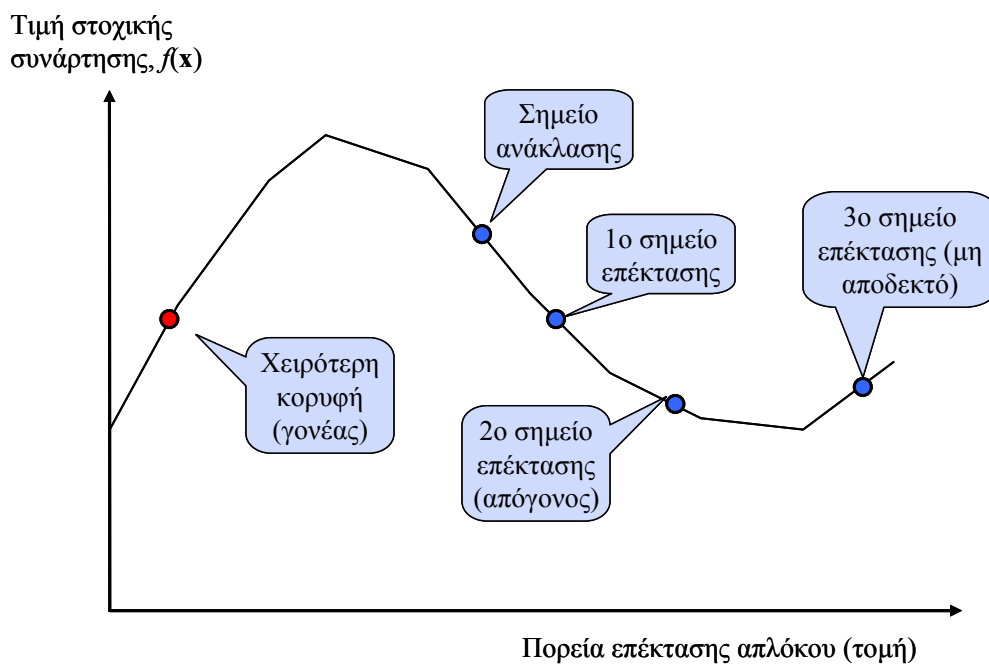 Τιμή στοχικής
συνάρτησης, f(x)
Σημείο
ανάκλασης
1ο σημείο
επέκτασης
3ο σημείο
επέκτασης (μη
αποδεκτό)
Χειρότερη
κορυφή
(γονέας)
2ο σημείο
επέκτασης
(απόγονος)
Πορεία επέκτασης απλόκου (τομή)